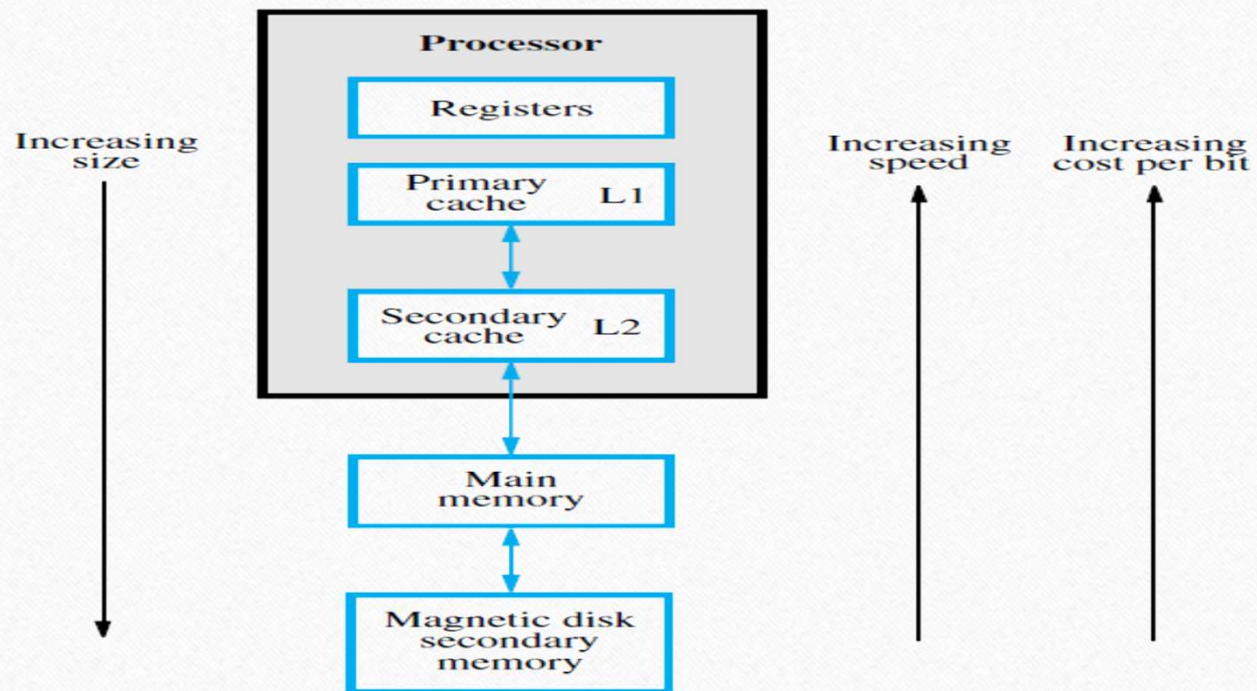 Processor
Registers
Increasing
size
Increasing
speed
Increasing
cost per bit
Primary
cache L1
Secondary
cache L2
Main
memory
Magnetic disk
secondary
memory